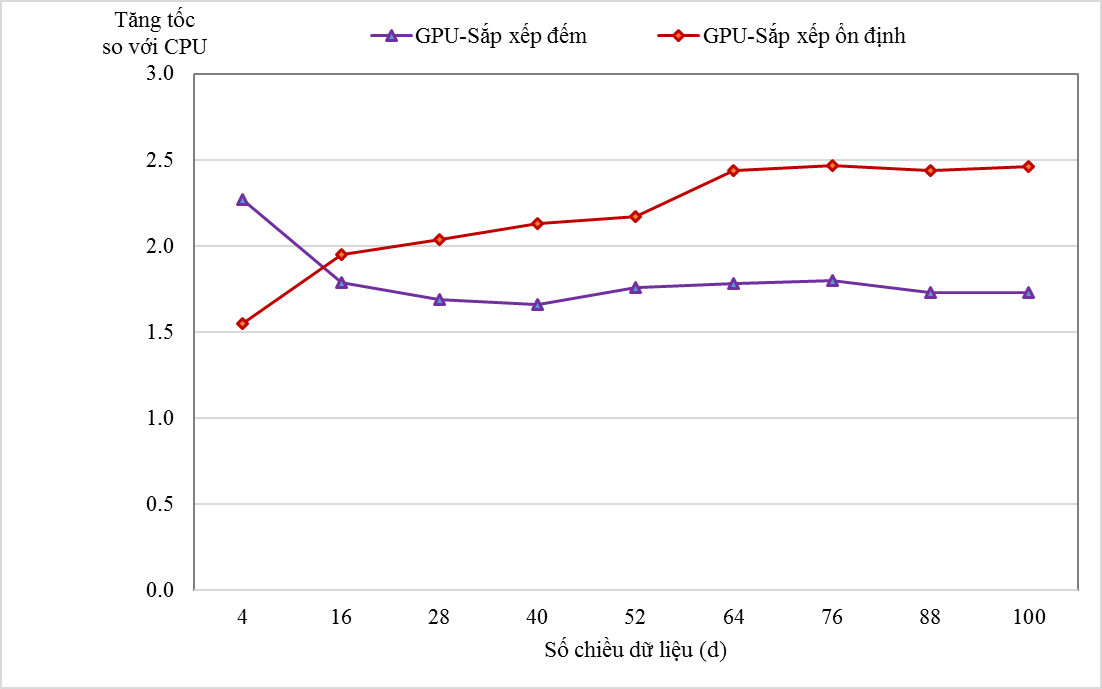 Tăng tốc
so với CPU
GPU-Sắp xếp đếm
GPU-Sắp xếp ổn định
3.0
2.5
2.0
1.5
1.0
0.5
0.0
4 16 28 40 52 64 76 88 100
Số chiều dữ liệu (d)